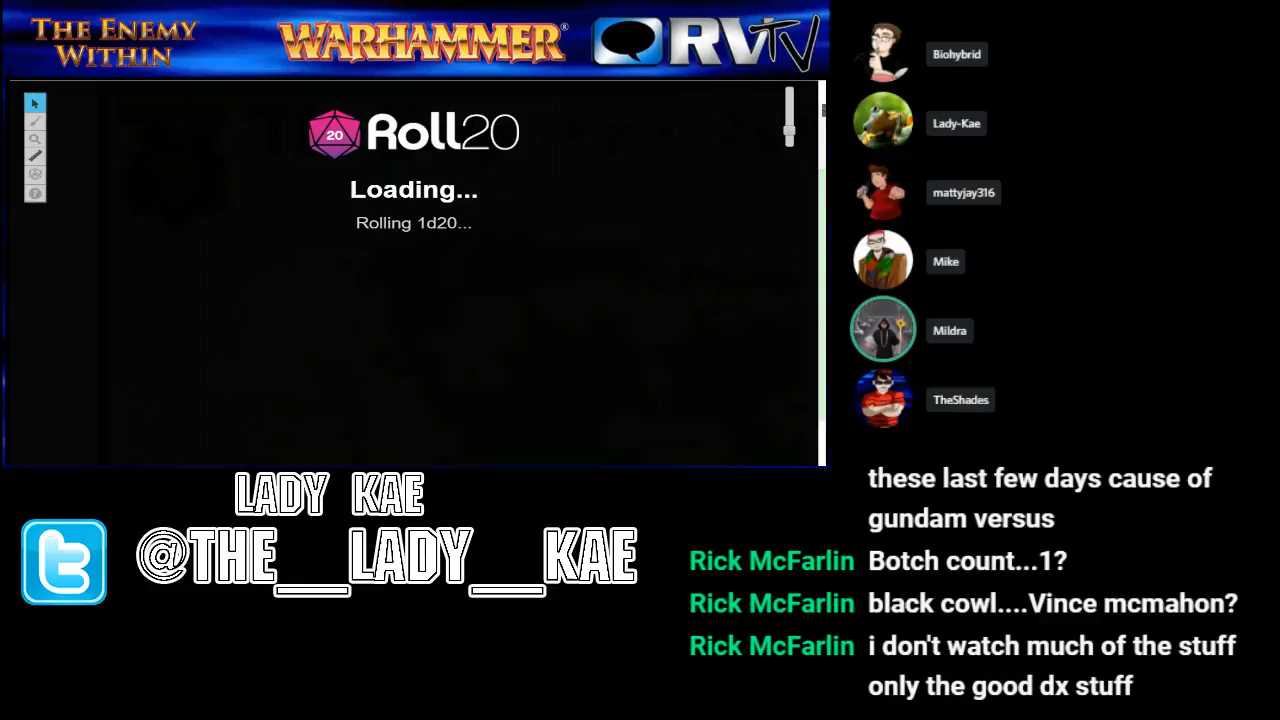 THE ENEMY
WITHIN
WARHAMMER®
RVTV
20
Roll20
Loading...
Rolling 1d20...
Biohybrid
Lady-Kae
mattyjay316
Mike
Mildra
TheShades
LADY KAE
@THE__LADY__KAE
these last few days cause of
gundam versus
Rick McFarlin Botch count...1?
Rick McFarlin black cowl....Vince mcmahon?
Rick McFarlin i don't watch much of the stuff
only the good dx stuff